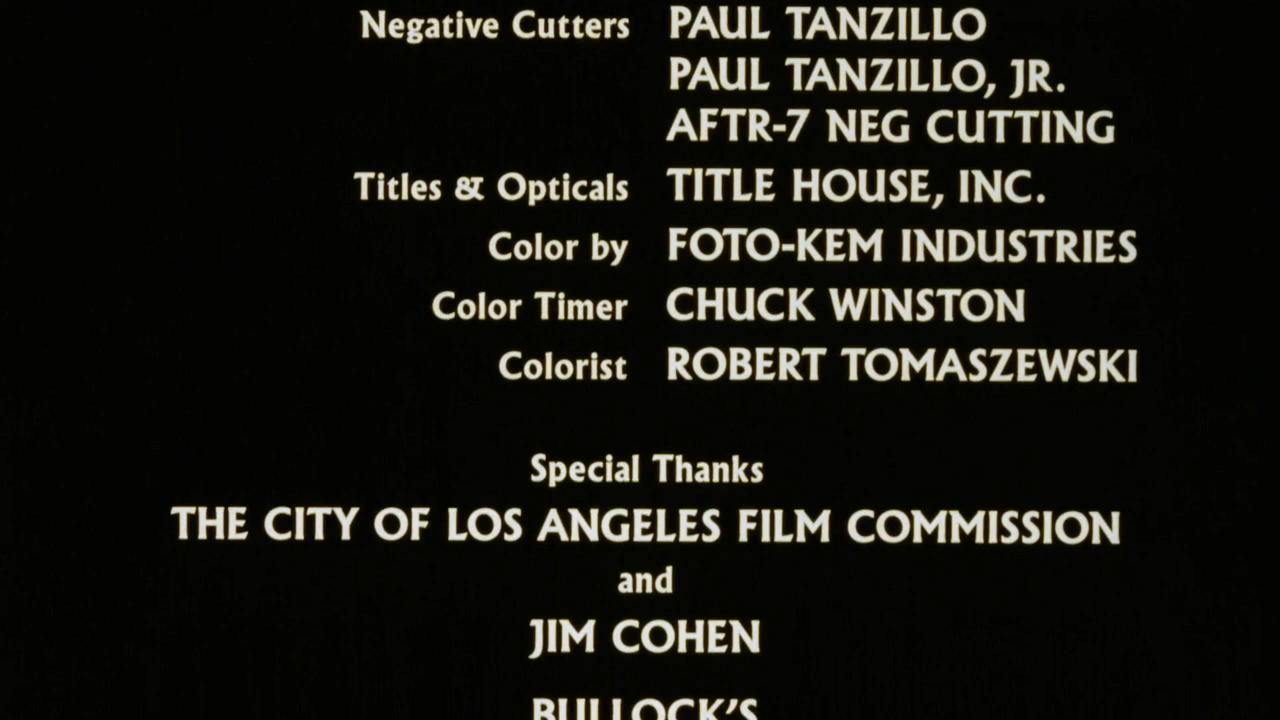 Negative Cutters PAUL TANZILLO
PAUL TANZILLO, JR.
AFTR-7 NEG CUTTING
Titles & Opticals TITLE HOUSE, INC.
Color by FOTO-KEM INDUSTRIES
Color Timer CHUCK WINSTON
Colorist ROBERT TOMASZEWSKI
Special Thanks
THE CITY OF LOS ANGELES FILM COMMISSION
and
JIM COHEN
BULLOCK'S